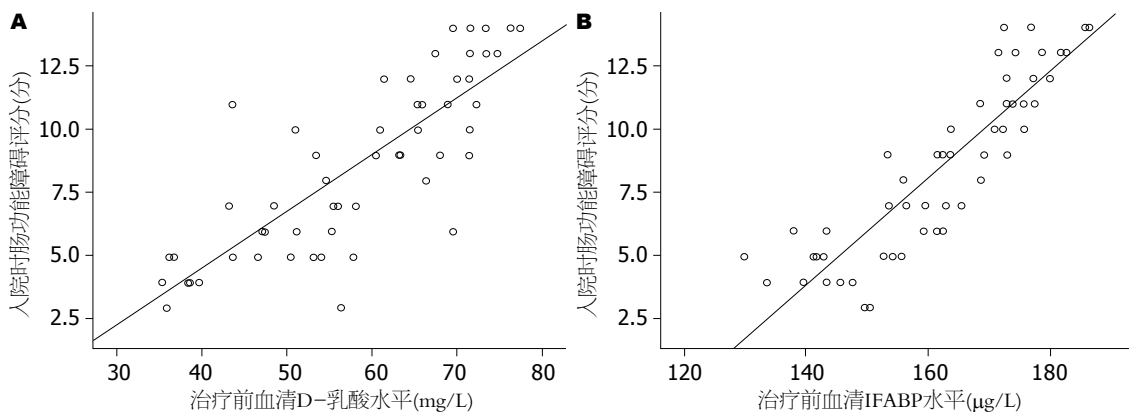 A
入院时肠功能障碍评分(分)
12.5
10.0
7.5
5.0
2.5
30 40 50 60 70 80
治疗前血清D-乳酸水平(mg/L)
B
入院时肠功能障碍评分(分)
12.5
10.0
7.5
5.0
2.5
120 140 160 180
治疗前血清IFABP水平(μg/L)